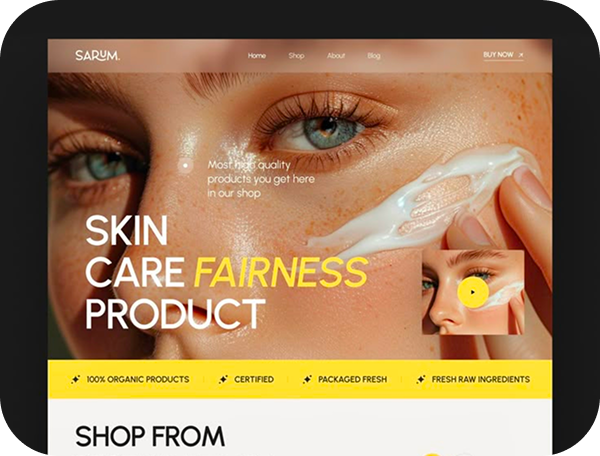 SARUM.
Home
Shop
About
Blog
BUY NOW
Most high quality
products you get here
in our shop
SKIN
CARE FAIRNESS
PRODUCT
100% ORGANIC PRODUCTS
CERTIFIED
PACKAGED FRESH
FRESH RAW INGREDIENTS
SHOP FROM